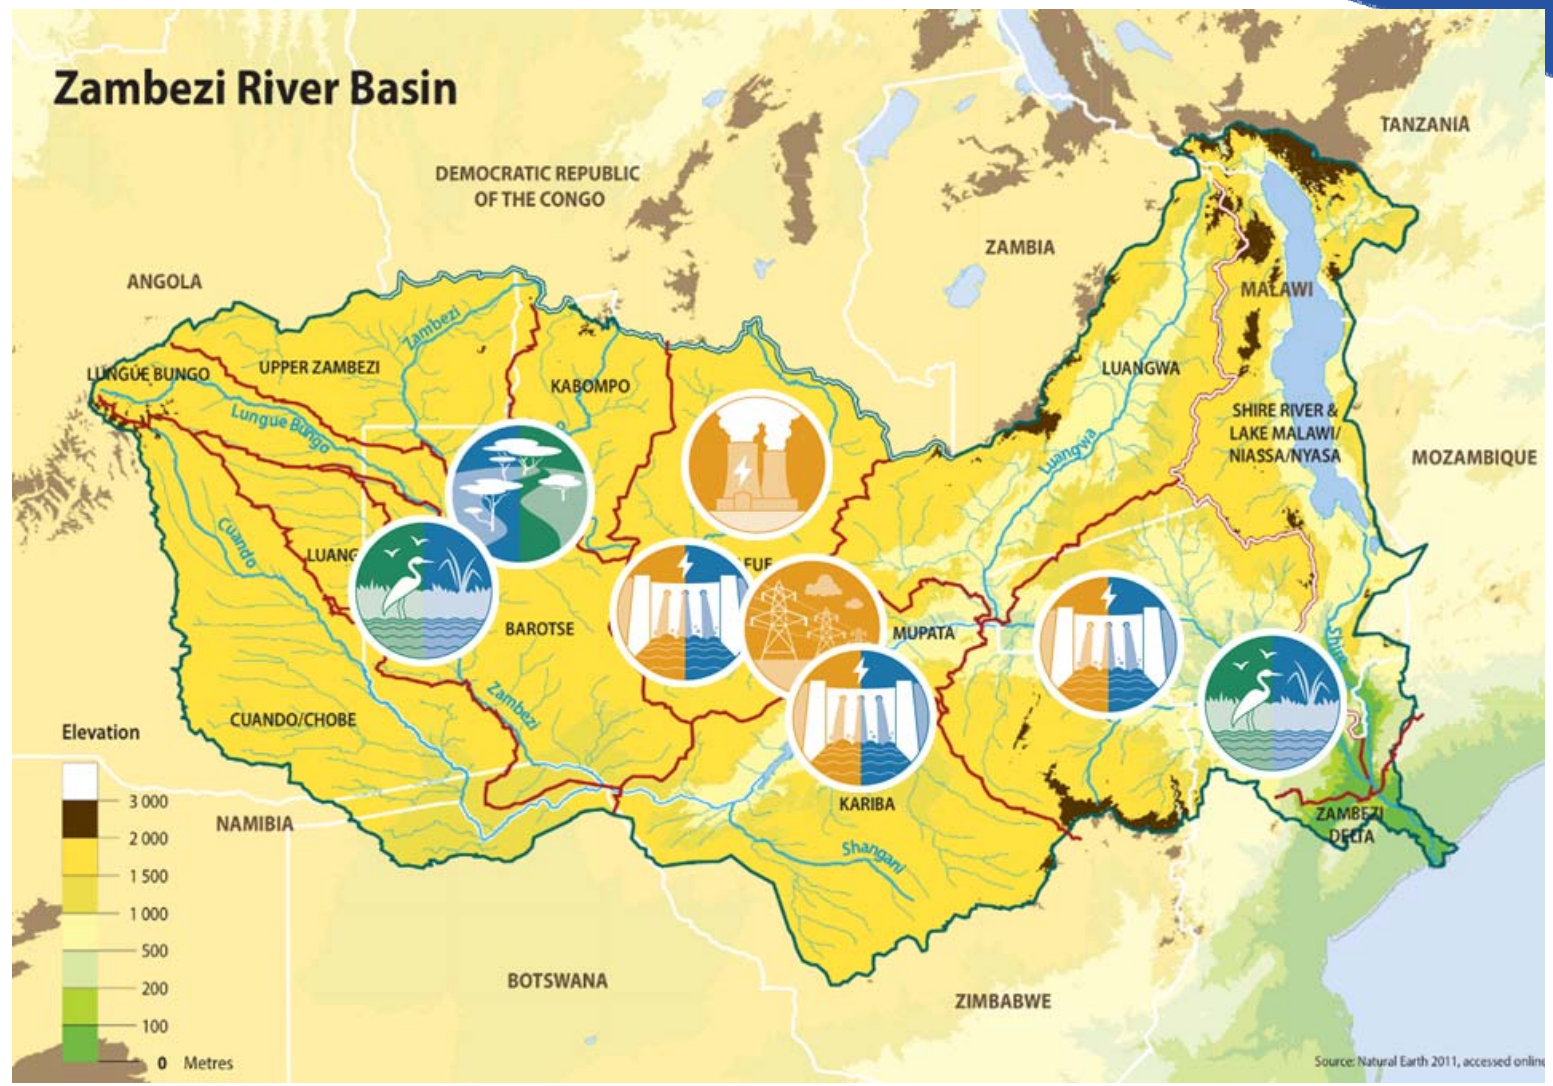 Zambezi River Basin
TANZANIA
DEMOCRATIC REPUBLIC
OF THE CONGO
ZAMBIA
ANGOLA
MALAWI
Zambezi
LUNGÚE BUNGO
UPPER ZAMBEZI
KABOMPO
LUANGWA
Lungue Bungo
SHIRE RIVER &
LAKE MALAWI/
NIASSA/NYASA
Luangwa
MOZAMBIQUE
Cuando
BAROTSE
MUPATA
Zambezi
CUANDO/CHOBE
KARIBA
NAMIBIA
Shangani
ZAMBEZI
DELTA
BOTSWANA
ZIMBABWE
Elevation
3 000
2 000
1 500
1 000
500
200
100
0 Metres
Source: Natural Earth 2011, accessed online